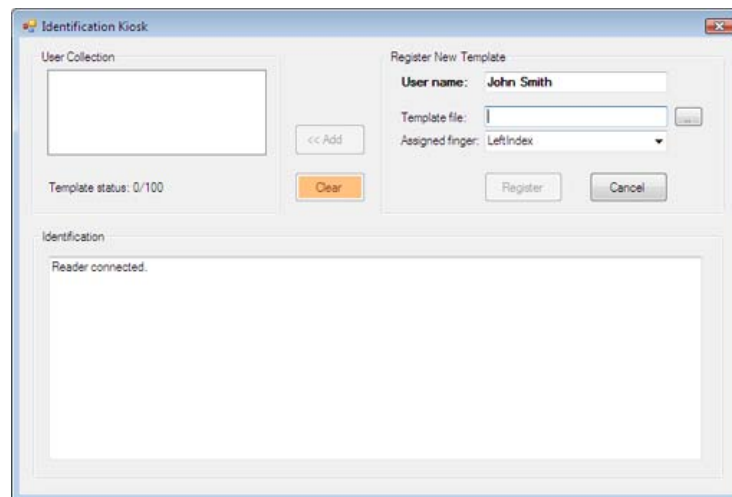 Identification Kiosk
User Collection
Template status: 0/100
<< Add
Clear
Register New Template
User name: John Smith
Template file:
...
Assigned finger: LeftIndex
Register
Cancel
Identification
Reader connected.